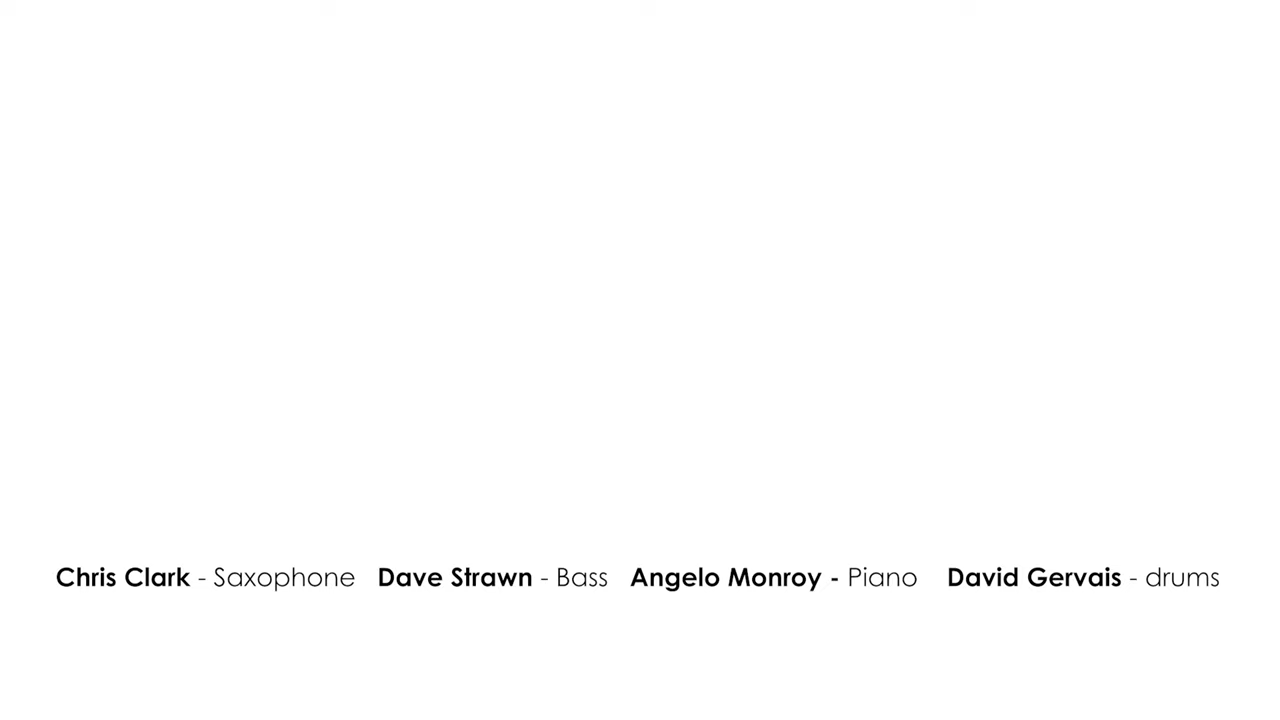 Chris Clark - Saxophone Dave Strawn - Bass Angelo Monroy - Piano David Gervais - drums